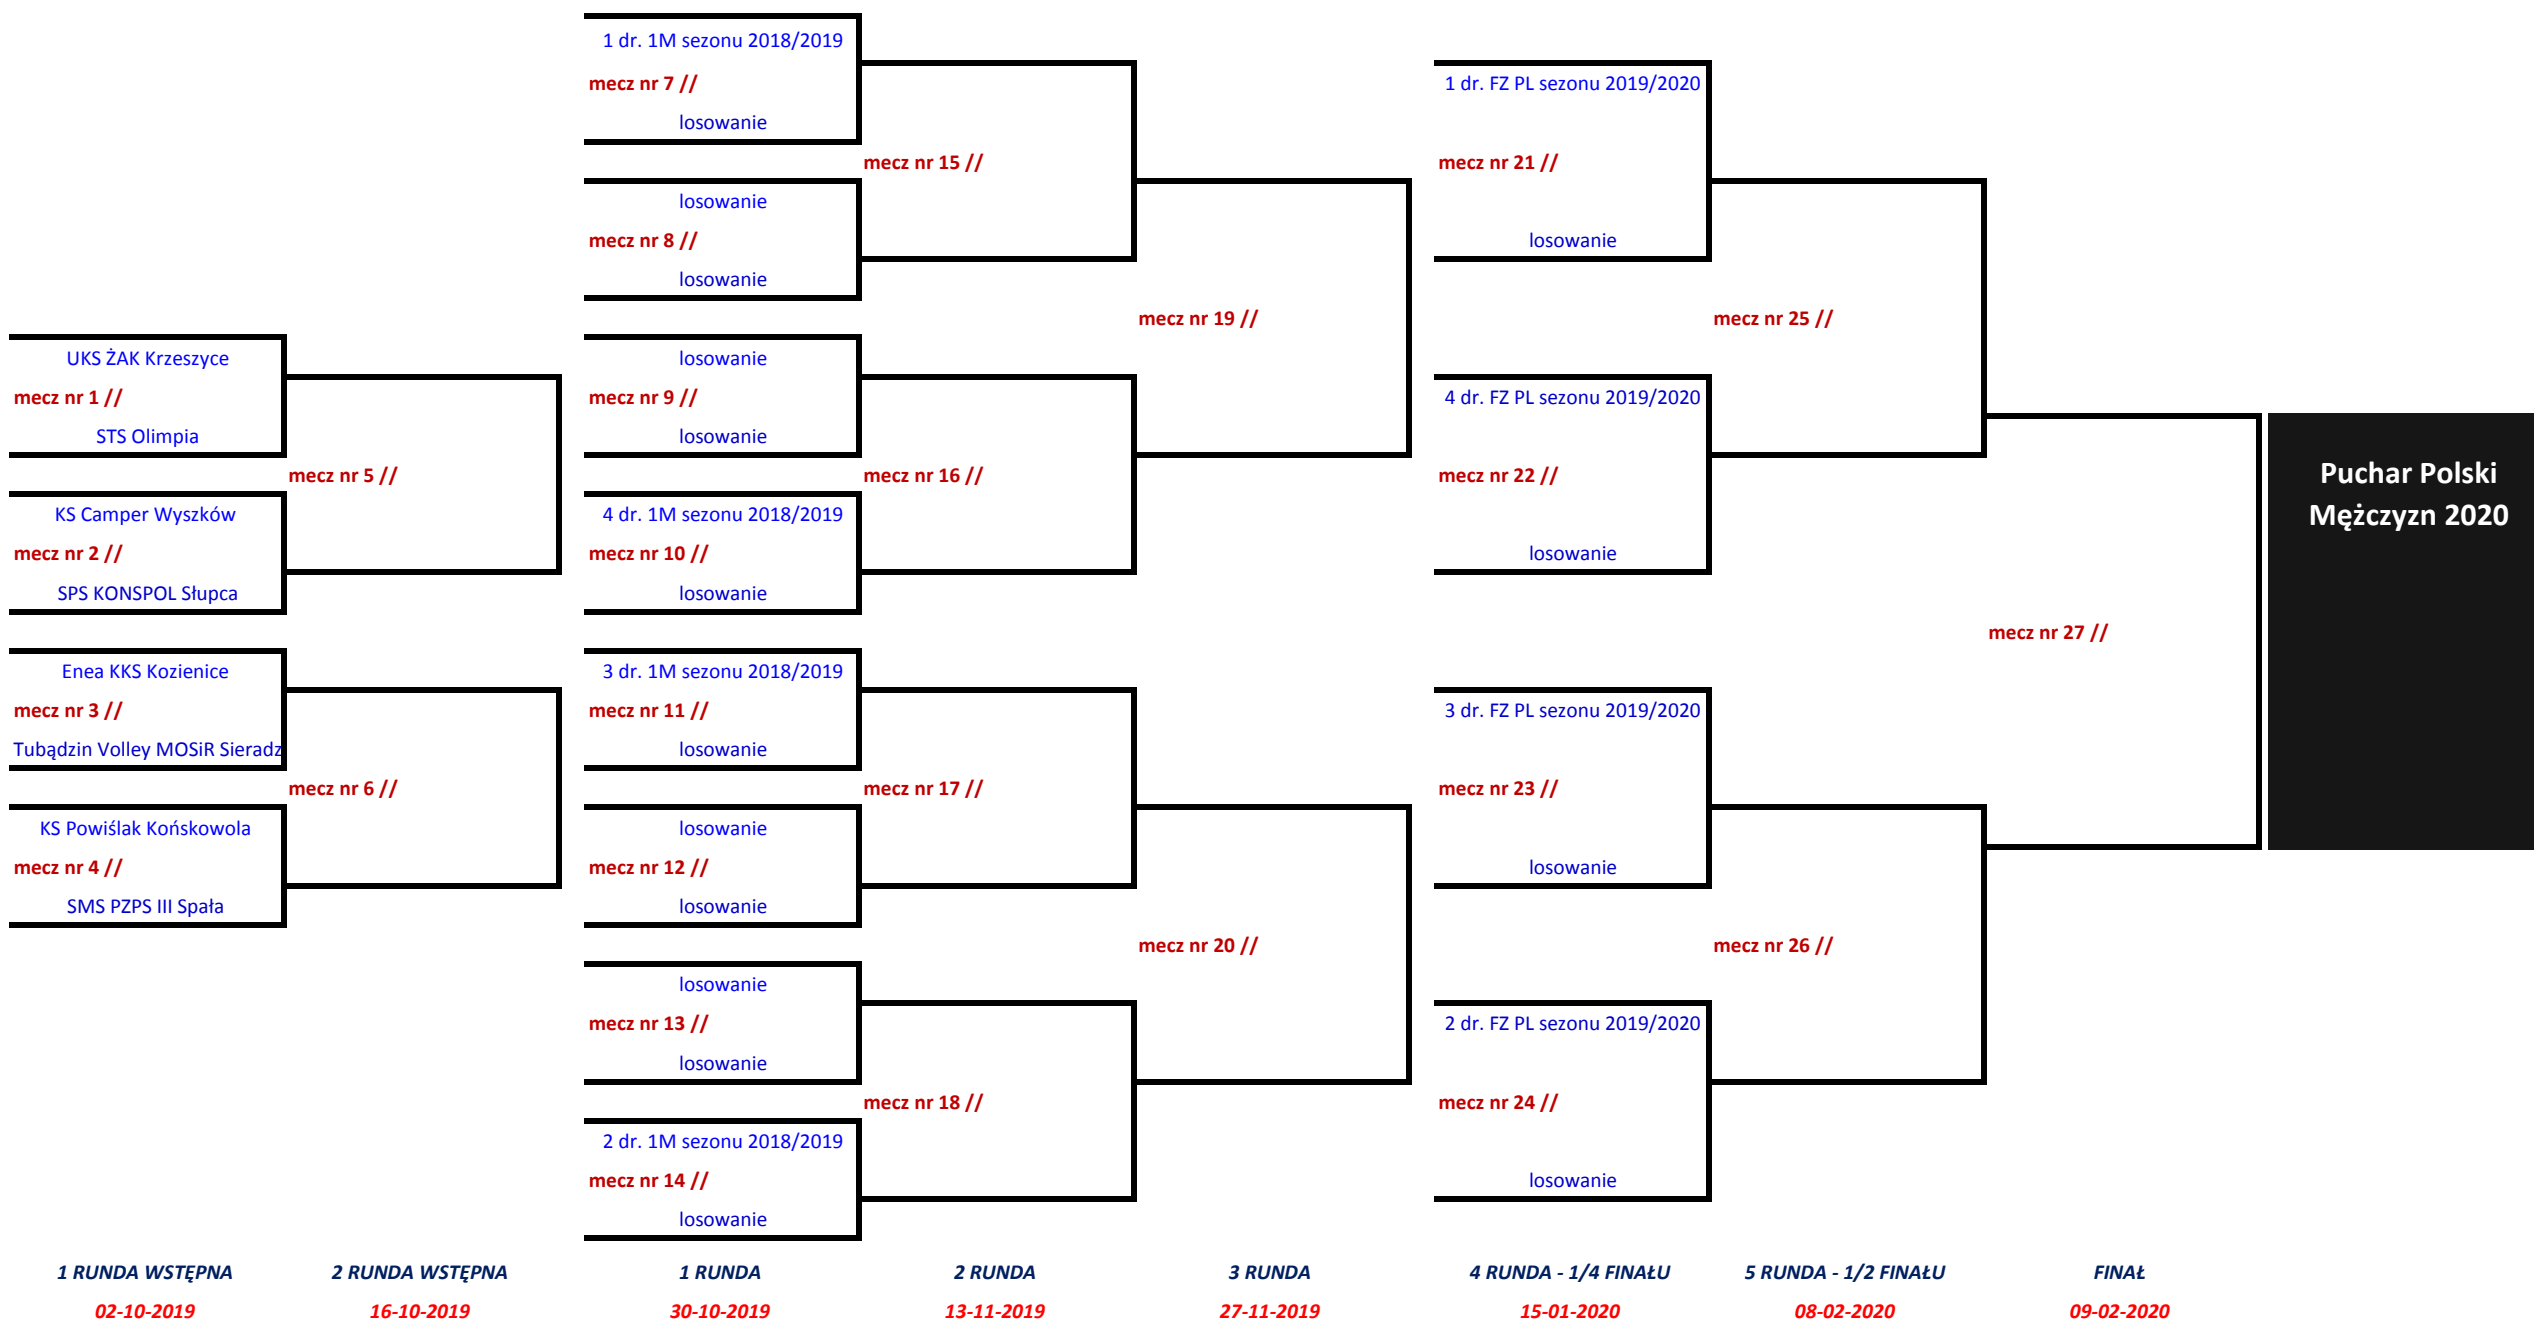 1 dr. 1M sezonu 2018/2019
mecz nr 7 //
losowanie
losowanie
mecz nr 8 //
losowanie
mecz nr 15 //
1 dr. FZ PL sezonu 2019/2020
mecz nr 21 //
losowanie
mecz nr 19 //
mecz nr 25 //
UKS ŻAK Krzeszyce
mecz nr 1 //
STS Olimpia
mecz nr 5 //
KS Camper Wyszków
mecz nr 2 //
SPS KONSPOL Słupca
losowanie
mecz nr 9 //
losowanie
mecz nr 16 //
4 dr. 1M sezonu 2018/2019
mecz nr 10 //
losowanie
4 dr. FZ PL sezonu 2019/2020
mecz nr 22 //
losowanie
Puchar Polski
Mężczyzn 2020
mecz nr 27 //
Enea KKS Kozienice
mecz nr 3 //
Tubądzin Volley MOSiR Sieradz
mecz nr 6 //
KS Powiślak Końskowola
mecz nr 4 //
SMS PZPS III Spała
3 dr. 1M sezonu 2018/2019
mecz nr 11 //
losowanie
mecz nr 17 //
losowanie
mecz nr 12 //
losowanie
3 dr. FZ PL sezonu 2019/2020
mecz nr 23 //
losowanie
mecz nr 20 //
mecz nr 26 //
losowanie
mecz nr 13 //
losowanie
mecz nr 18 //
2 dr. 1M sezonu 2018/2019
mecz nr 14 //
losowanie
2 dr. FZ PL sezonu 2019/2020
mecz nr 24 //
losowanie
1 RUNDA WSTĘPNA
02-10-2019
2 RUNDA WSTĘPNA
16-10-2019
1 RUNDA
30-10-2019
2 RUNDA
13-11-2019
3 RUNDA
27-11-2019
4 RUNDA - 1/4 FINAŁU
15-01-2020
5 RUNDA - 1/2 FINAŁU
08-02-2020
FINAŁ
09-02-2020